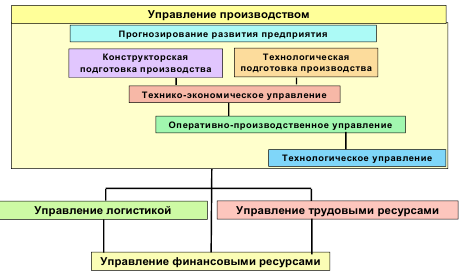 Управление производством
Прогнозирование развития предприятия
Конструкторская
подготовка производства
Технологическая
подготовка производства
Технико-экономическое управление
Оперативно-производственное управление
Технологическое управление
Управление логистикой
Управление трудовыми ресурсами
Управление финансовыми ресурсами